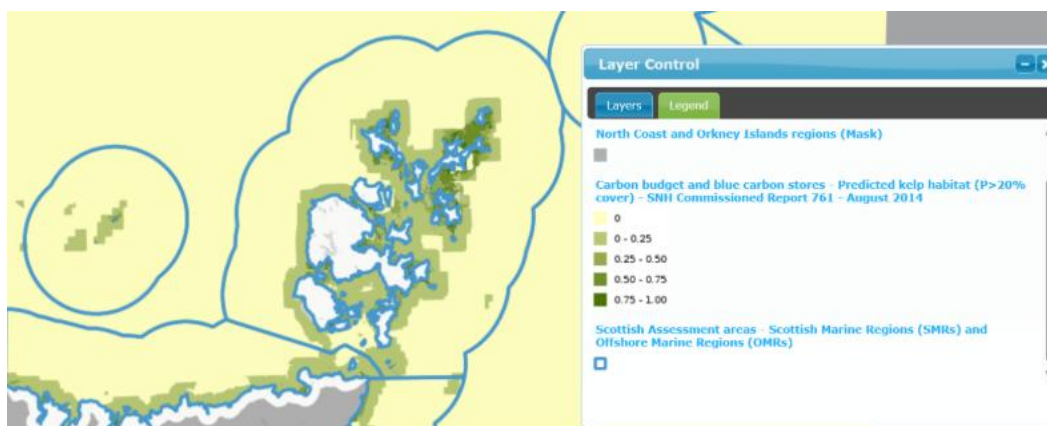 Layer Control
Layers
Legend
North Coast and Orkney Islands regions (Mask)
Carbon budget and blue carbon stores - Predicted kelp habitat (P>20%
cover) - SNH Commissioned Report 761 - August 2014
0
0 - 0.25
0.25 - 0.50
0.50 - 0.75
0.75 - 1.00
Scottish Assessment areas - Scottish Marine Regions (SMRs) and
Offshore Marine Regions (OMRs)